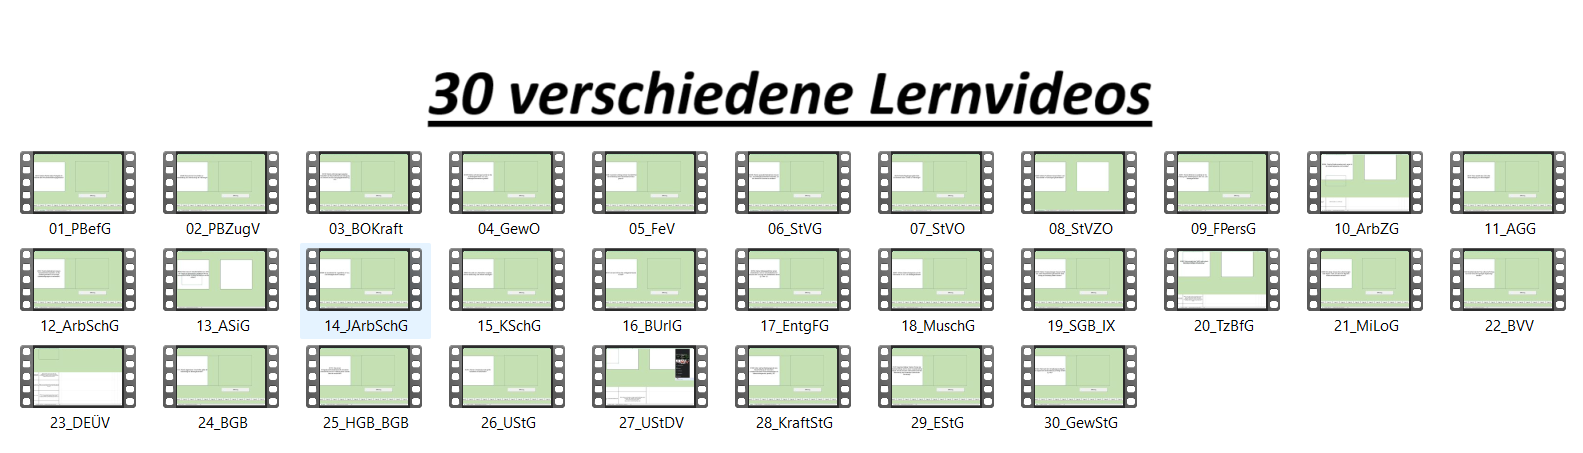 30 verschiedene Lernvideos
01_PBefG 02_PBZugV 03_BOKraft 04_GewO 05_FeV 06_StVG 07_StVO 08_StVZO 09_FPersG 10_ArbZG 11_AGG
12_ArbSchG 13_ASiG 14_JArbSchG 15_KSchG 16_BUrlG 17_EntgFG 18_MuschG 19_SGB_IX 20_TzBfG 21_MiLoG 22_BVV
23_DEÜV 24_BGB 25_HGB_BGB 26_UStG 27_UStDV 28_KraftStG 29_EStG 30_GewStG